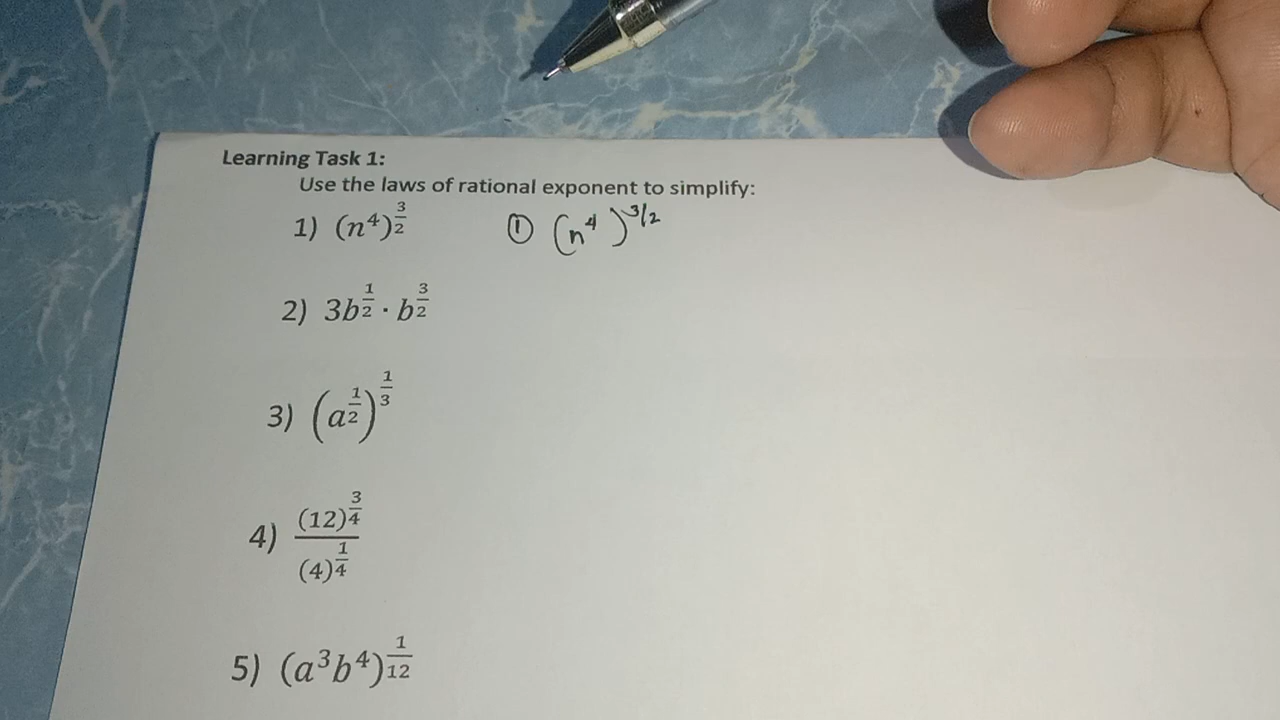 Learning Task 1:
Use the laws of rational exponent to simplify:
1) (n⁴)^(3/2) ① (n⁴)^(3/2)
2) 3b^(1/2) · b^(3/2)
3) (a^(1/2))^(1/3)
4) (12)^(3/4) / (4)^(1/4)
5) (a³b⁴)^(1/12)